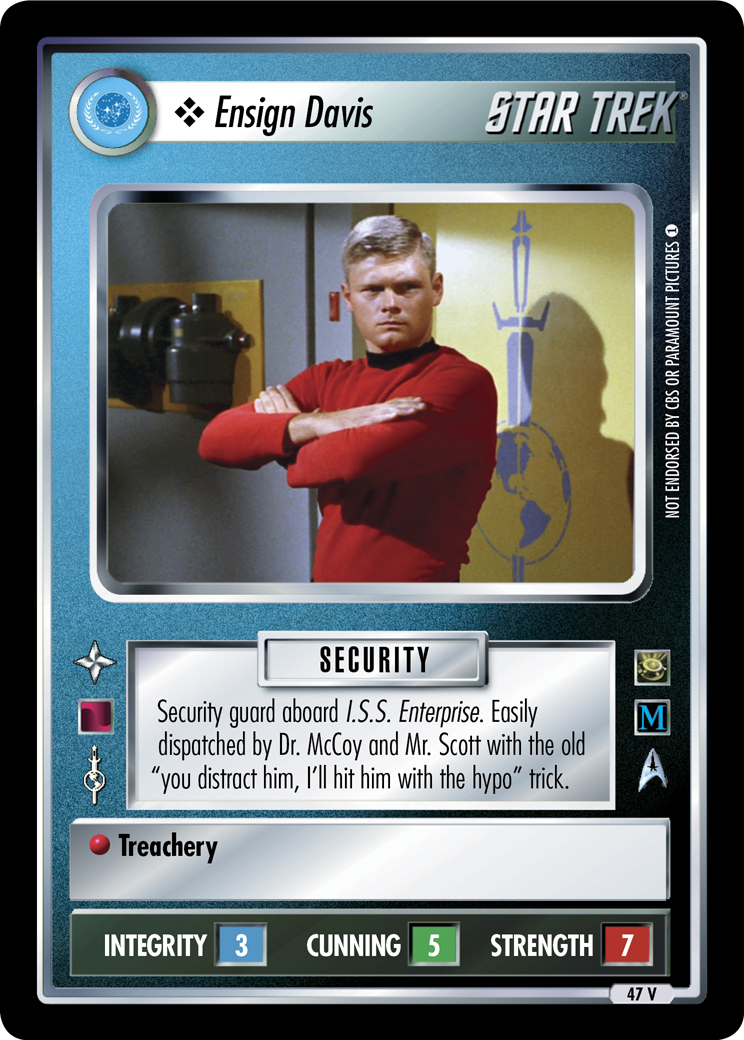 ❖ Ensign Davis
STAR TREK®
NOT ENDORSED BY CBS OR PARAMOUNT PICTURES 1
SECURITY
Security guard aboard I.S.S. Enterprise. Easily
dispatched by Dr. McCoy and Mr. Scott with the old
“you distract him, I’ll hit him with the hypo” trick.
M
Treachery
INTEGRITY 3 CUNNING 5 STRENGTH 7
47 V